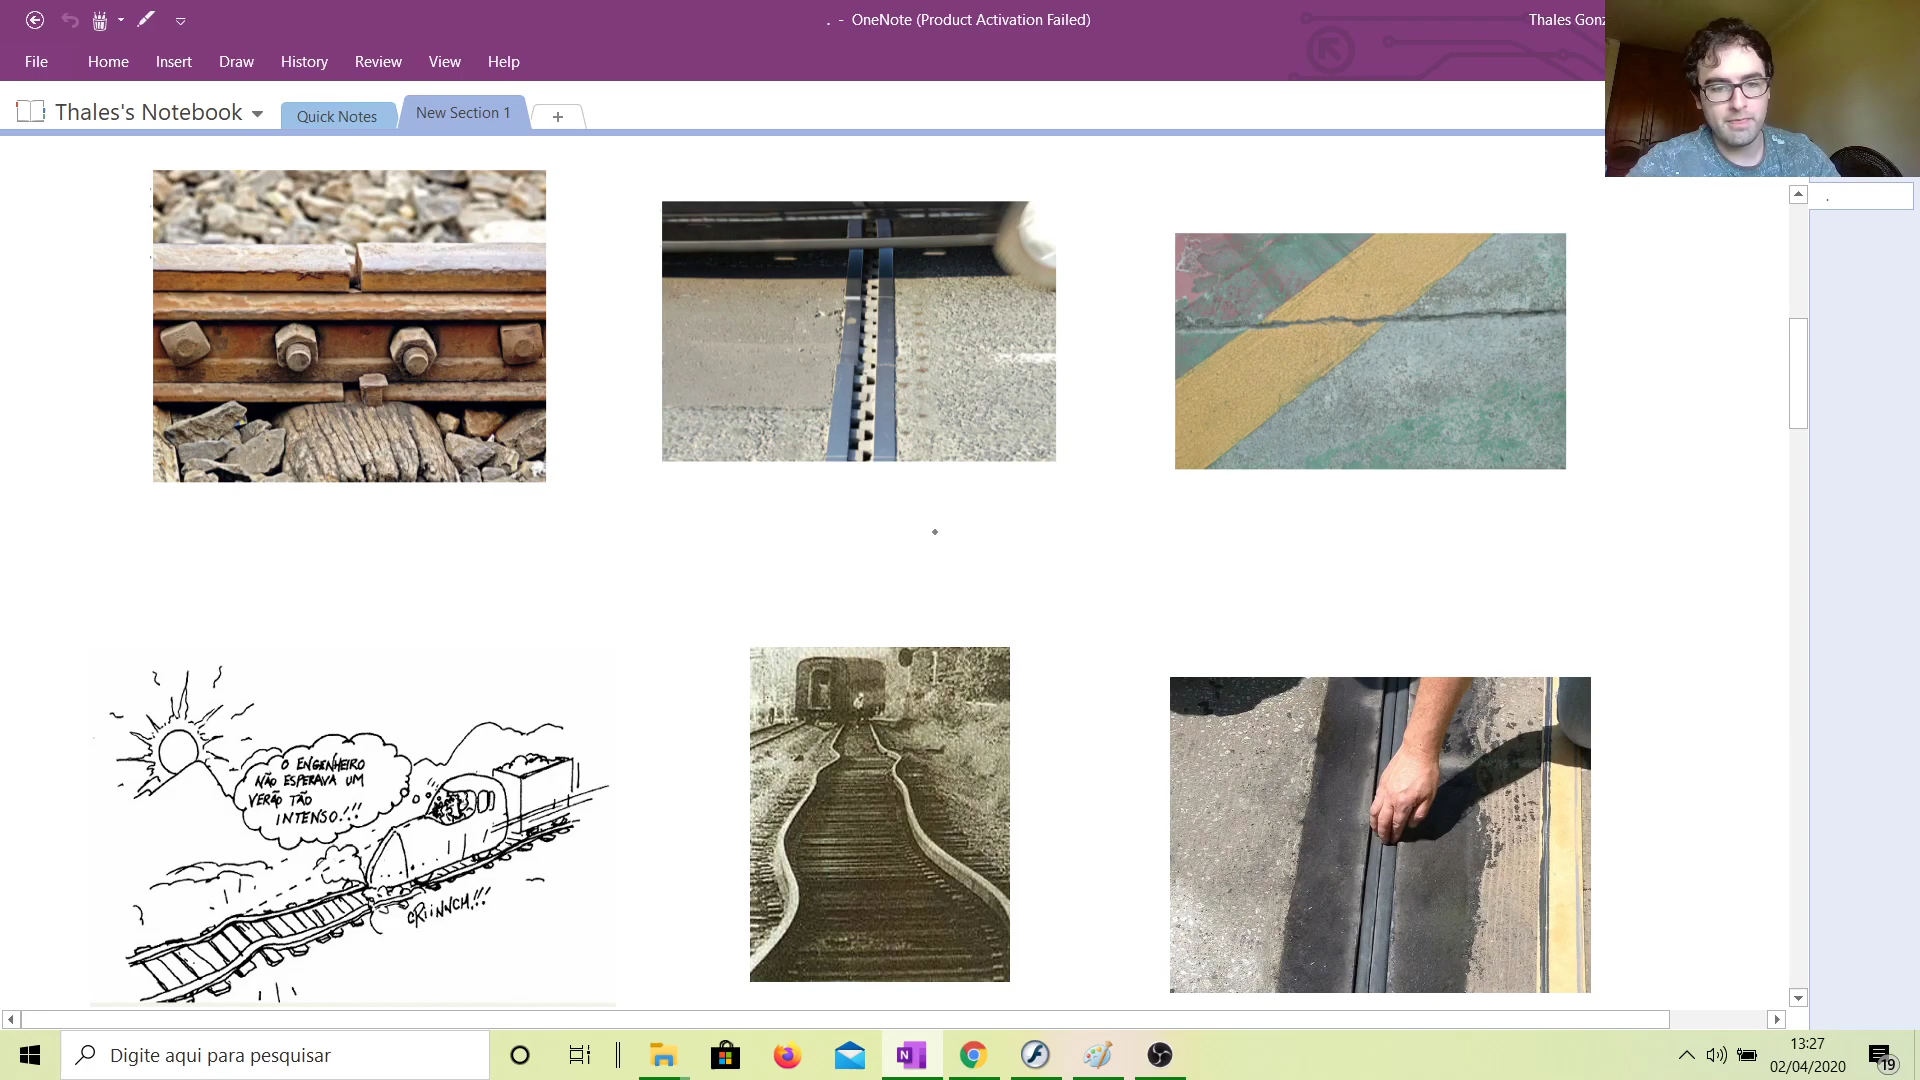 . - OneNote (Product Activation Failed)
Thales Gonz
File Home Insert Draw History Review View Help
Thales's Notebook
Quick Notes
New Section 1
+
.
O ENGENHEIRO
NÃO ESPERAVA UM
VERÃO TÃO
INTENSO!!!
CRIINNCH!!!
Digite aqui para pesquisar
13:27
02/04/2020
19